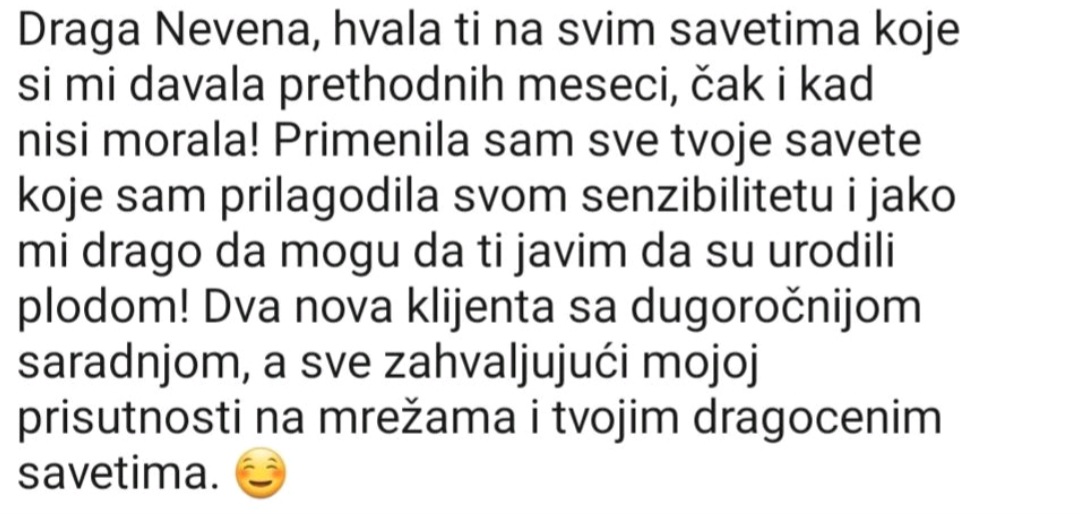 Draga Nevena, hvala ti na svim savetima koje
si mi davala prethodnih meseci, čak i kad
nisi morala! Primenila sam sve tvoje savete
koje sam prilagodila svom senzibilitetu i jako
mi drago da mogu da ti javim da su urodili
plodom! Dva nova klijenta sa dugoročnijom
saradnjom, a sve zahvaljujući mojoj
prisutnosti na mrežama i tvojim dragocenim
savetima. ☺️